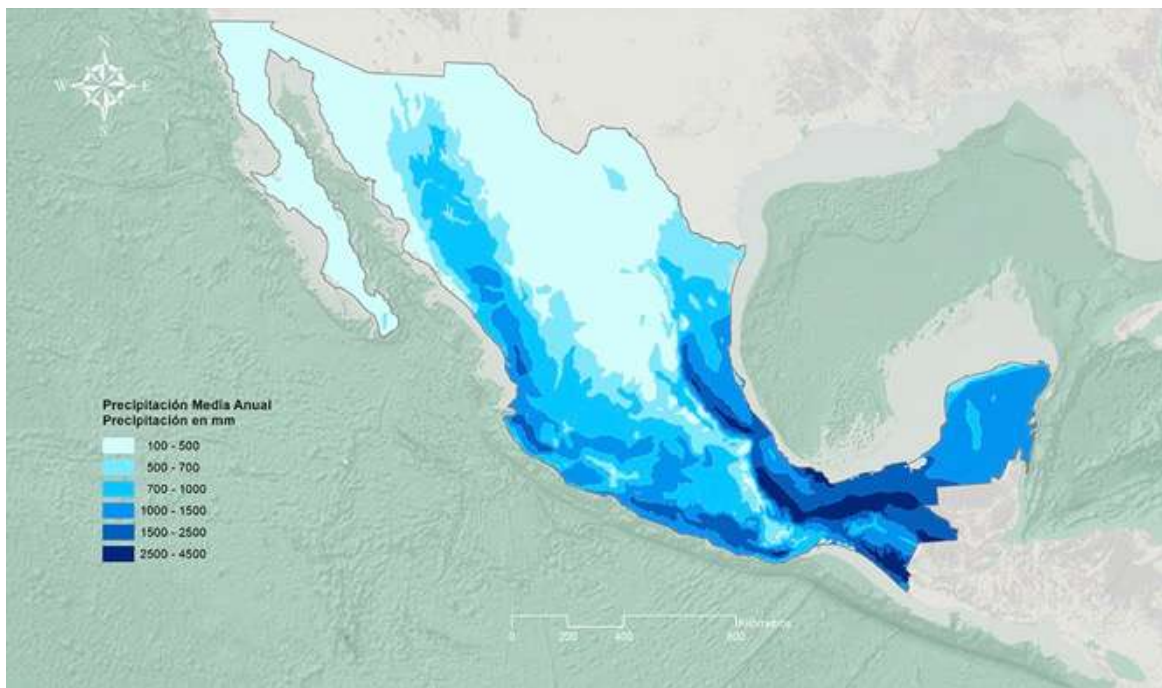 N
W E
S
Precipitación Media Anual
Precipitación en mm
100 - 500
500 - 700
700 - 1000
1000 - 1500
1500 - 2500
2500 - 4500
Kilómetros
0 200 400 800